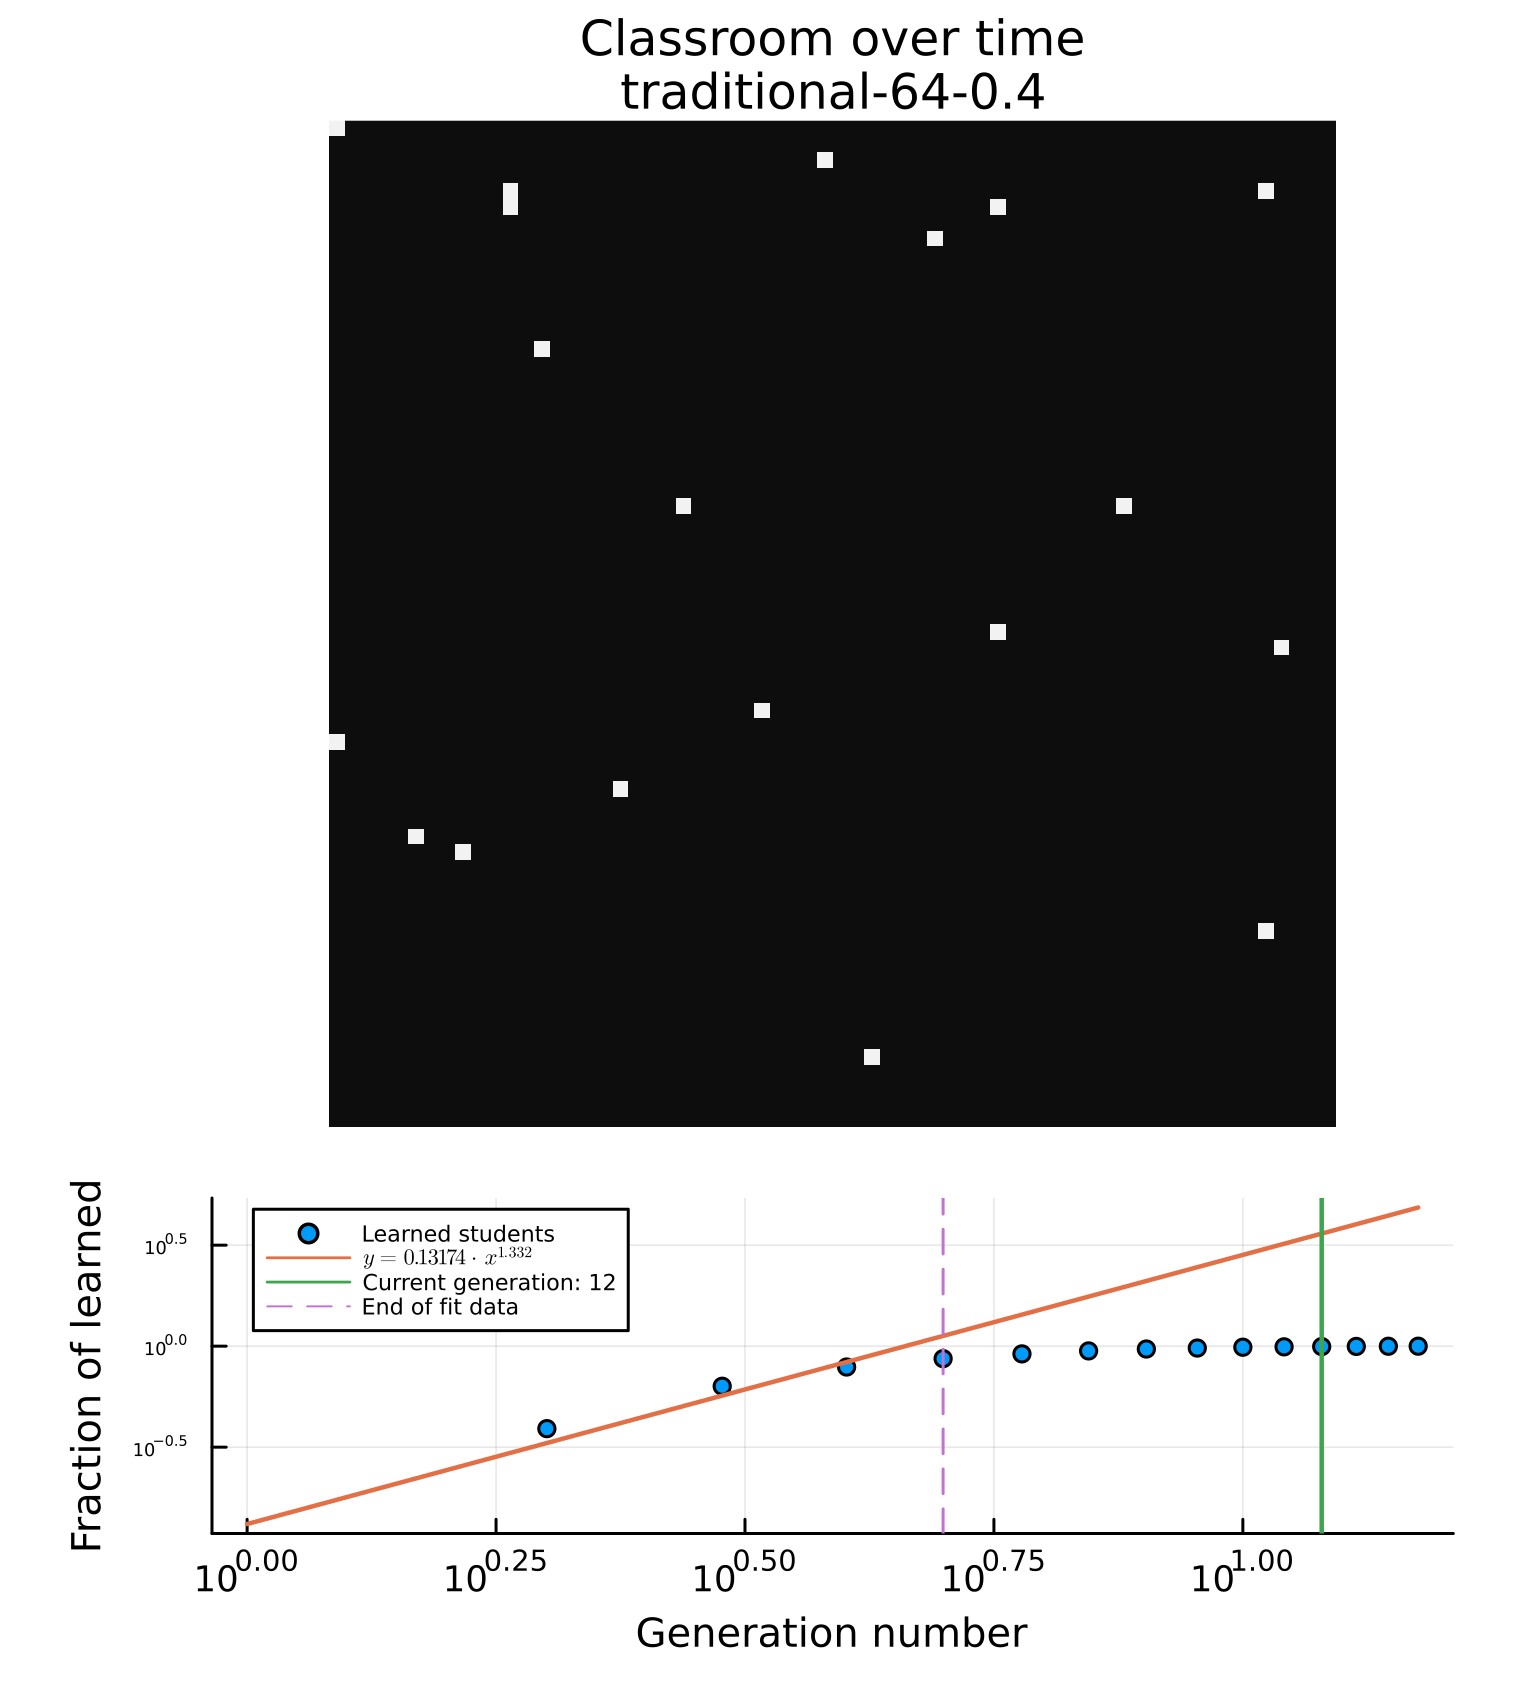 Classroom over time
traditional-64-0.4
Fraction of learned
10^0.5
10^0.0
10^−0.5
Learned students
y = 0.13174 · x^1.332
Current generation: 12
End of fit data
10^0.00 10^0.25 10^0.50 10^0.75 10^1.00
Generation number